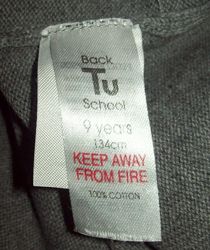 Back
Tu
School
9 years
134cm
KEEP AWAY
FROM FIRE
100% COTTON